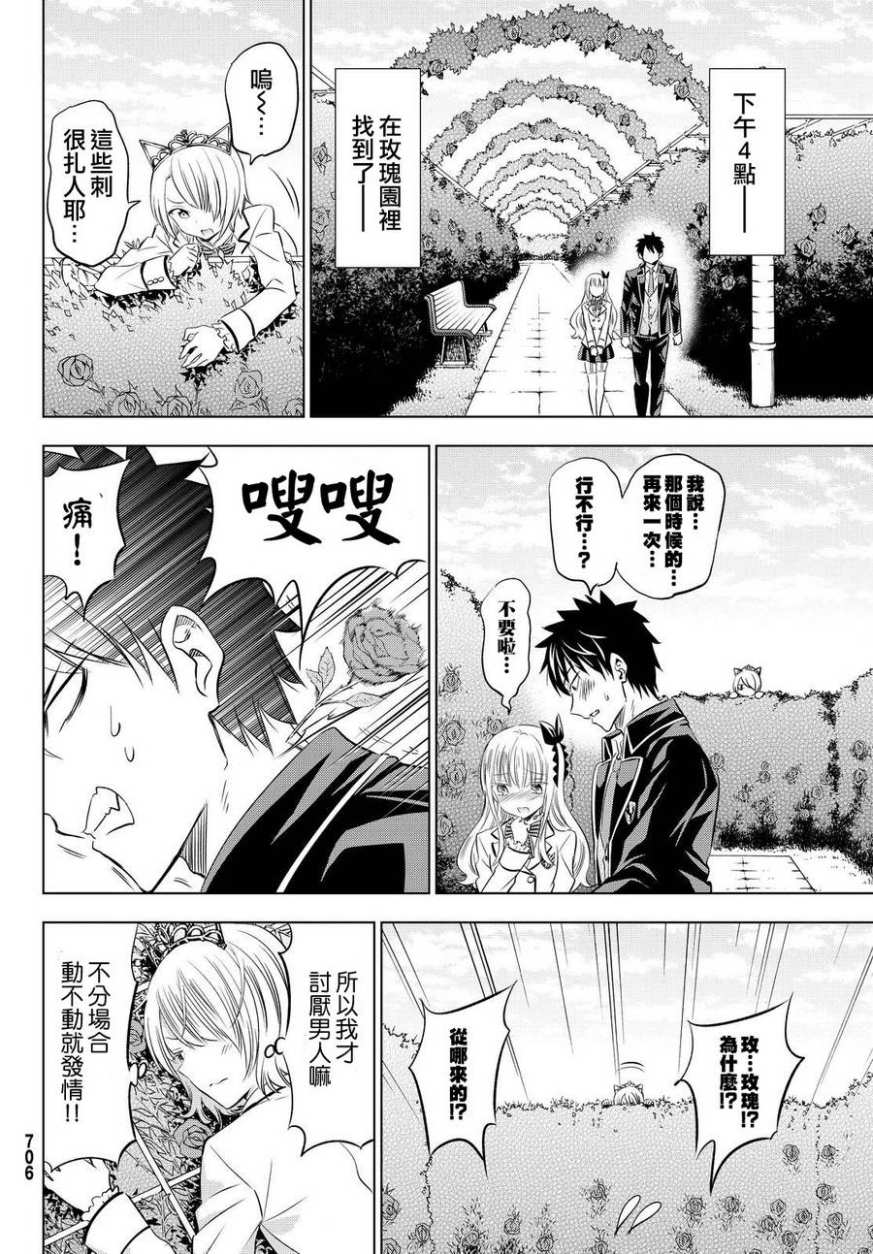 下午4點——
在玫瑰園裡
找到了——
嗚～…
這些刺
很扎人耶…
我說…
那個時候的…
再來一次…
行不行…?
不要啦…
嗖嗖
痛!
玫…玫瑰!?
為什麼!?
從哪來的!?
所以我才
討厭男人嘛
不分場合
動不動就發情!!
706